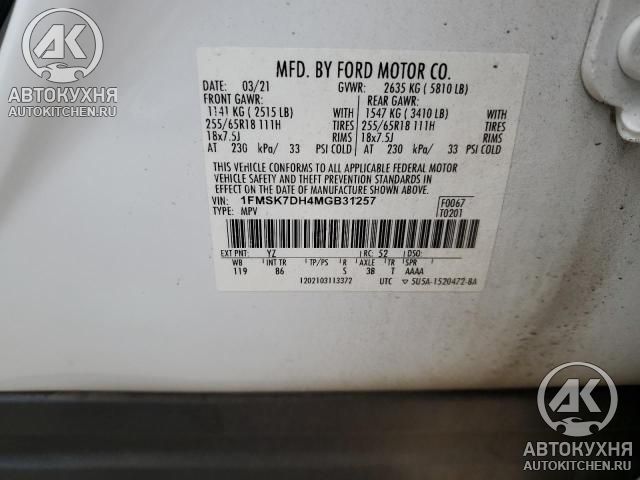 АК
АВТОКУХНЯ
AUTOKITCHEN.RU
MFD. BY FORD MOTOR CO.
DATE: 03/21 GVWR: 2635 KG ( 5810 LB)
FRONT GAWR: REAR GAWR:
1141 KG ( 2515 LB) WITH 1547 KG ( 3410 LB) WITH
255/65R18 111H TIRES 255/65R18 111H TIRES
18x7.5J RIMS 18x7.5J RIMS
AT 230 kPa/ 33 PSI COLD AT 230 kPa/ 33 PSI COLD
THIS VEHICLE CONFORMS TO ALL APPLICABLE FEDERAL MOTOR
VEHICLE SAFETY AND THEFT PREVENTION STANDARDS IN
EFFECT ON THE DATE OF MANUFACTURE SHOWN ABOVE.
VIN: 1FMSK7DH4MGB31257 F0067
TYPE: MPV T0201
EXT PNT: YZ RC: 52 DSO:
WB INT TR TP/PS R AXLE TR SPR
119 86 S 38 T AAAA
1202103113372 UTC ▽ 5U5A-1520472-BA
АК
АВТОКУХНЯ
AUTOKITCHEN.RU